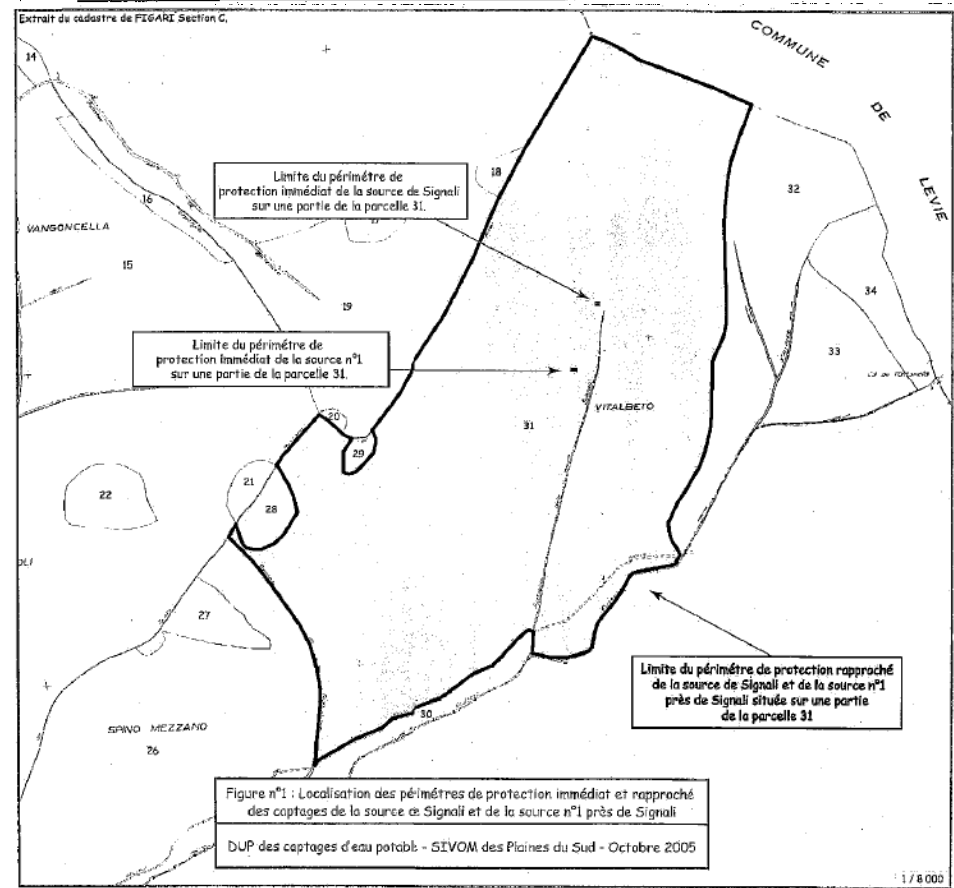 Extrait du cadastre de FIGARI Section C,
COMMUNE
DE
LEVIE
14
18
Limite du périmètre de
protection immédiat de la source de Signali
sur une partie de la parcelle 31.
32
16
VANGONCELLA
15
19
34
33
Limite du périmètre de
protection immédiat de la source n°1
sur une partie de la parcelle 31.
VITALBETO
20
31
29
21
22
28
27
Limite du périmètre de protection rapproché
de la source de Signali et de la source n°1
près de Signali située sur une partie
de la parcelle 31
30
SPINO MEZZANO
26
Figure n°1 : Localisation des périmètres de protection immédiat et rapproché
des captages de la source de Signali et de la source n°1 près de Signali
DUP des captages d'eau potable - SIVOM des Plaines du Sud - Octobre 2005
1 / 8 000